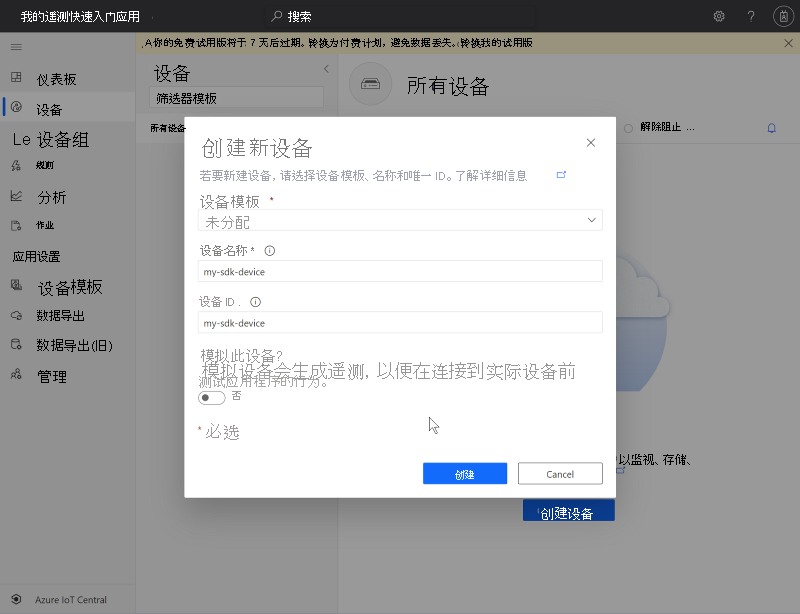 我的遥测快速入门应用
搜索
A你的免费试用版将于 7 天后过期。转换为付费计划，避免数据丢失。转换我的试用版
仪表板
设备
Le 设备组
规则
分析
作业
应用设置
设备模板
数据导出
数据导出(旧)
管理
Azure IoT Central
设备
筛选器模板
所有设备
所有设备
解除阻止 ...
创建新设备
若要新建设备，请选择设备模板、名称和唯一 ID。了解详细信息
设备模板 *
未分配
设备名称 *
my-sdk-device
设备 ID
my-sdk-device
模拟此设备?
模拟设备会生成遥测, 以便在连接到实际设备前
测试应用程序的行为。
否
* 必选
创建
Cancel
以监视、存储、
创建设备